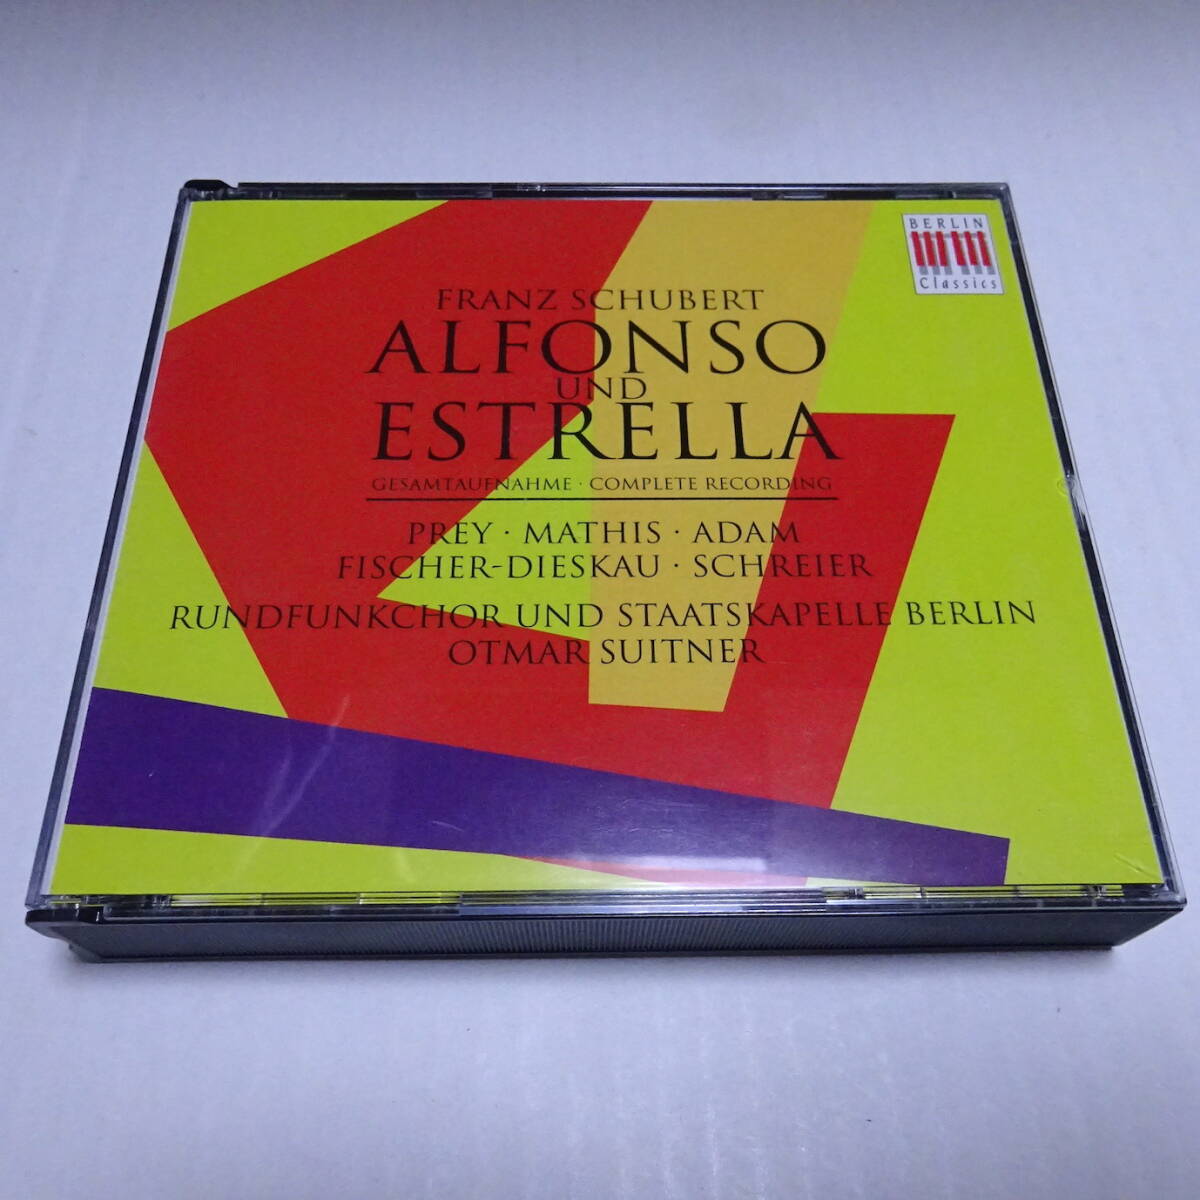 BERLIN
Classics
FRANZ SCHUBERT
ALFONSO
UND
ESTRELLA
GESAMTAUFNAHME · COMPLETE RECORDING
PREY · MATHIS · ADAM
FISCHER-DIESKAU · SCHREIER
RUNDFUNKCHOR UND STAATSKAPELLE BERLIN
OTMAR SUITNER